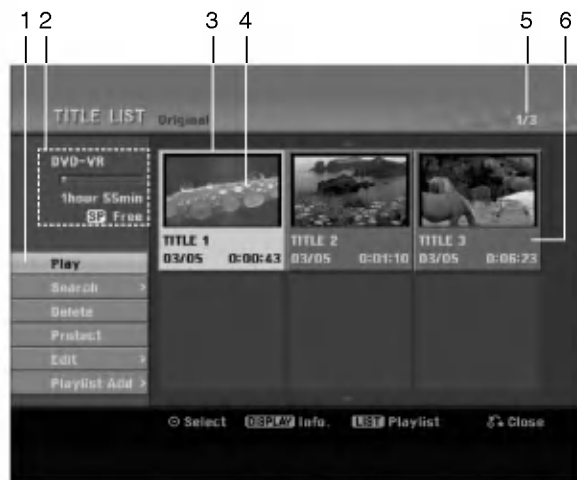 1 2 3 4 5 6
TITLE LIST Original 1/3
DVD-VR
1hour 55min
SP Free
Play
Search >
Delete
Protect
Edit >
Playlist Add >
TITLE 1
03/05 0:00:43
TITLE 2
03/05 0:01:10
TITLE 3
03/05 0:06:23
Select DISPLAY Info. LIST Playlist Close